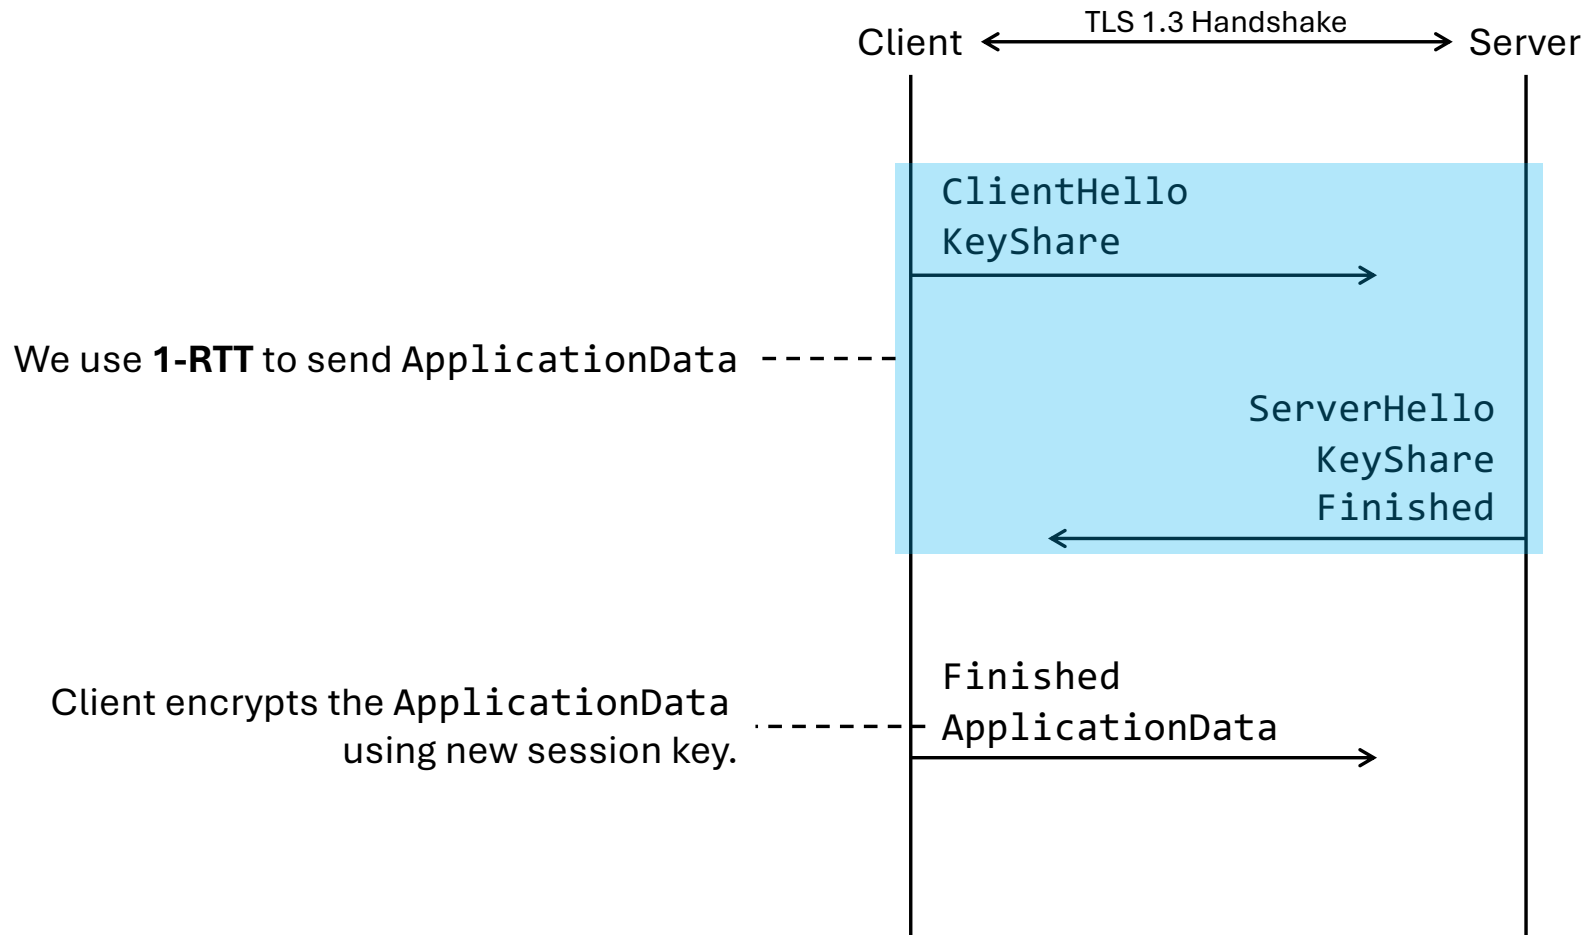 TLS 1.3 Handshake
Client
Server
ClientHello
KeyShare
We use 1-RTT to send ApplicationData
ServerHello
KeyShare
Finished
Finished
Client encrypts the ApplicationData
ApplicationData
using new session key.